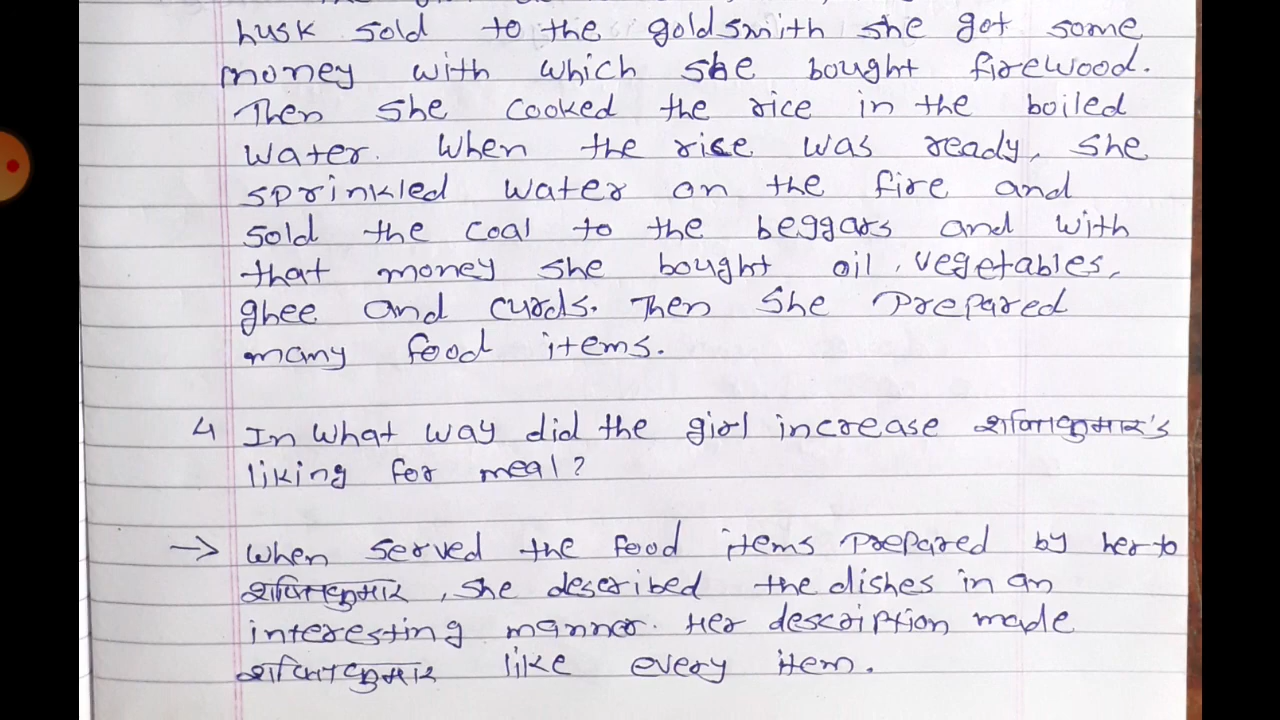 husk sold to the goldsmith she got some
money with which she bought firewood.
Then she cooked the rice in the boiled
water. When the rice was ready, she
sprinkled water on the fire and
sold the coal to the beggars and with
that money she bought oil, vegetables,
ghee and curds. Then she prepared
many food items.
4 In what way did the girl increase शक्तिकुमार's
liking for meal?
→ When served the food items prepared by her to
शक्तिकुमार, she described the dishes in an
interesting manner. Her description made
शक्तिकुमार like every item.